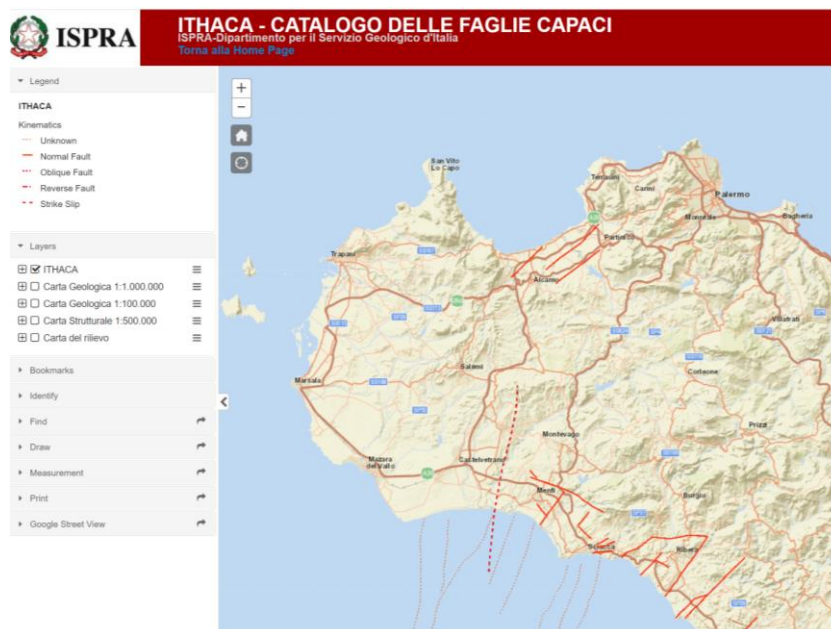 ISPRA
ITHACA - CATALOGO DELLE FAGLIE CAPACI
ISPRA-Dipartimento per il Servizio Geologico d'Italia
Torna alla Home Page
Legend
ITHACA
Kinematics
Unknown
Normal Fault
Oblique Fault
Reverse Fault
Strike Slip
Layers
ITHACA
Carta Geologica 1:1.000.000
Carta Geologica 1:100.000
Carta Strutturale 1:500.000
Carta del rilievo
Bookmarks
Identify
Find
Draw
Measurement
Print
Google Street View
+
−
San Vito
Lo Capo
Terrasini
Carini
Palermo
Monreale
Bagheria
Partinico
Trapani
Alcamo
Villafrati
Salemi
Corleone
Marsala
Prizzi
Montevago
Mazara
del Vallo
Castelvetrano
Menfi
Burgio
Sciacca
Ribera